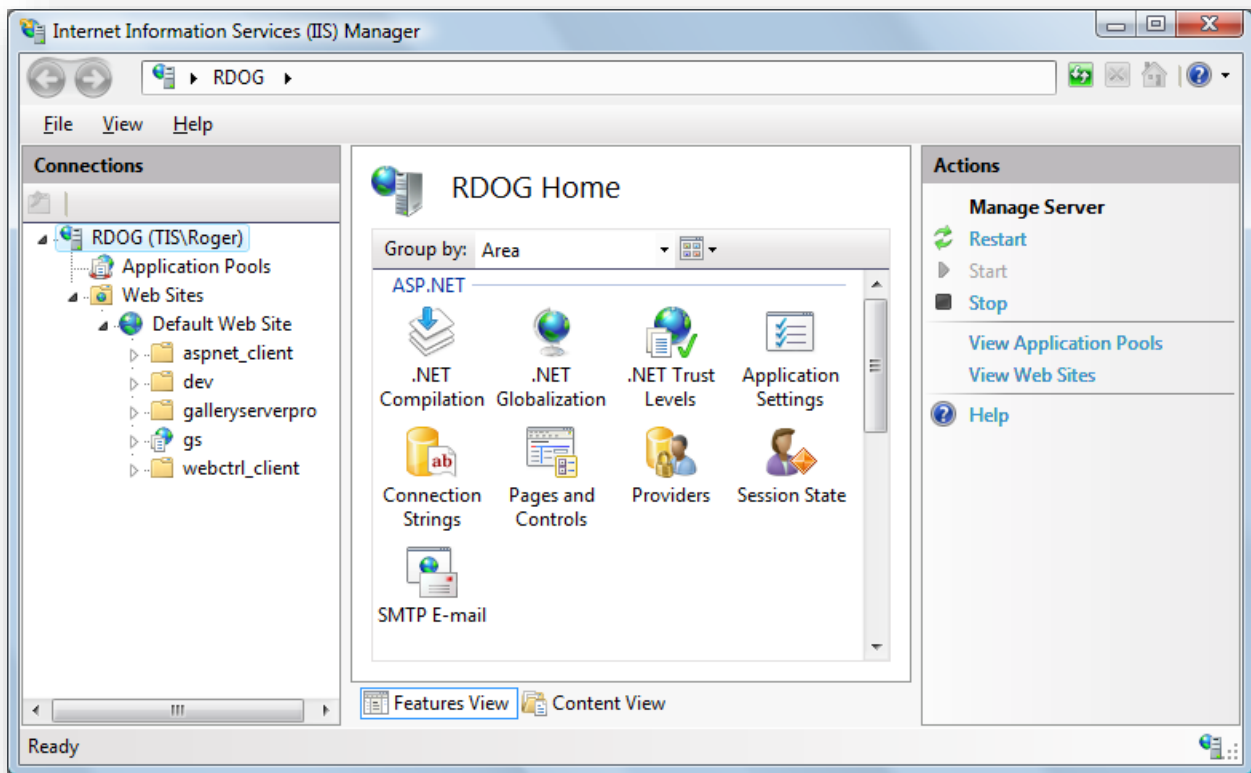 Internet Information Services (IIS) Manager
RDOG
File View Help
Connections
RDOG (TIS\Roger)
Application Pools
Web Sites
Default Web Site
aspnet_client
dev
galleryserverpro
gs
webctrl_client
RDOG Home
Group by: Area
ASP.NET
.NET Compilation
.NET Globalization
.NET Trust Levels
Application Settings
Connection Strings
ab
Pages and Controls
Providers
Session State
SMTP E-mail
Features View Content View
Actions
Manage Server
Restart
Start
Stop
View Application Pools
View Web Sites
Help
Ready